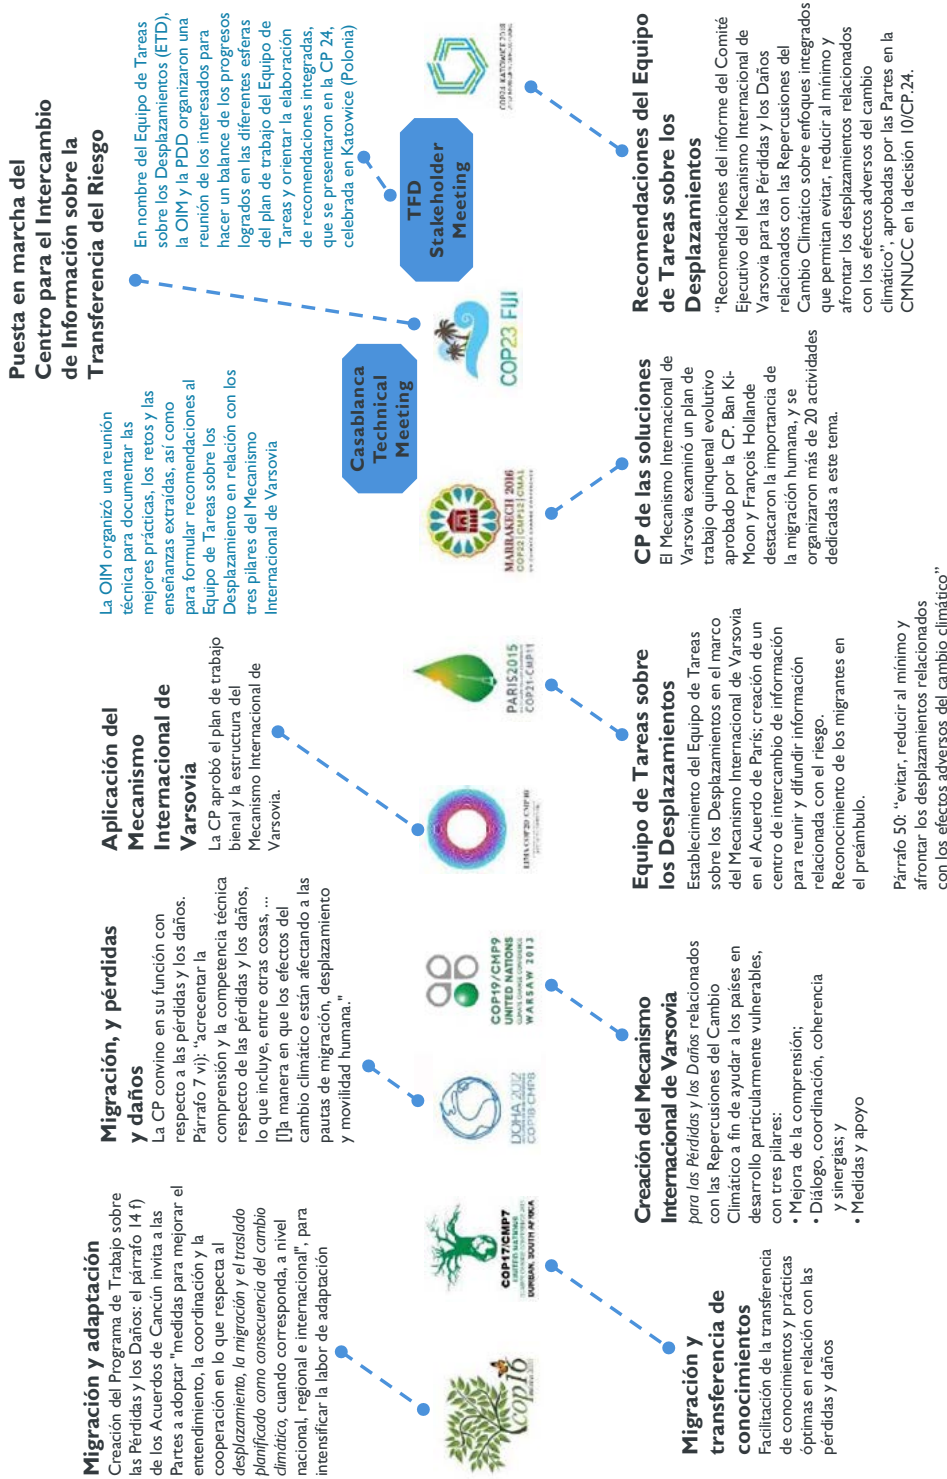 Migración y adaptación
Creación del Programa de Trabajo sobre
las Pérdidas y los Daños: el párrafo 14 f)
de los Acuerdos de Cancún invita a las
Partes a adoptar "medidas para mejorar el
entendimiento, la coordinación y la
cooperación en lo que respecta al
desplazamiento, la migración y el traslado
planificado como consecuencia del cambio
climático, cuando corresponda, a nivel
nacional, regional e internacional", para
intensificar la labor de adaptación
Migración, y pérdidas
y daños
La CP convino en su función con
respecto a las pérdidas y los daños.
Párrafo 7 vi): “acrecentar la
comprensión y la competencia técnica
respecto de las pérdidas y los daños,
lo que incluye, entre otras cosas, ...
[l]a manera en que los efectos del
cambio climático están afectando a las
pautas de migración, desplazamiento
y movilidad humana."
Aplicación del
Mecanismo
Internacional de
Varsovia
La CP aprobó el plan de trabajo
bienal y la estructura del
Mecanismo Internacional de
Varsovia.
La OIM organizó una reunión
técnica para documentar las
mejores prácticas, los retos y las
enseñanzas extraídas, así como
para formular recomendaciones al
Equipo de Tareas sobre los
Desplazamiento en relación con los
tres pilares del Mecanismo
Internacional de Varsovia
Casablanca
Technical
Meeting
Puesta en marcha del
Centro para el Intercambio
de Información sobre la
Transferencia del Riesgo
En nombre del Equipo de Tareas
sobre los Desplazamientos (ETD),
la OIM y la PDD organizaron una
reunión de los interesados para
hacer un balance de los progresos
logrados en las diferentes esferas
del plan de trabajo del Equipo de
Tareas y orientar la elaboración
de recomendaciones integradas,
que se presentaron en la CP 24,
celebrada en Katowice (Polonia)
TFD
Stakeholder
Meeting
cop16
COP17/CMP7
UNITED NATIONS
DURBAN, SOUTH AFRICA
DOHA 2012
COP18·CMP8
COP19/CMP9
UNITED NATIONS
CLIMATE CHANGE CONFERENCE
WARSAW 2013
LIMA COP20 CMP10
PARIS2015
COP21·CMP11
MARRAKECH 2016
COP22|CMP12|CMA1
COP23 FIJI
COP24·KATOWICE 2018
Migración y
transferencia de
conocimientos
Facilitación de la transferencia
de conocimientos y prácticas
óptimas en relación con las
pérdidas y daños
Creación del Mecanismo
Internacional de Varsovia
para las Pérdidas y los Daños relacionados
con las Repercusiones del Cambio
Climático a fin de ayudar a los países en
desarrollo particularmente vulnerables,
con tres pilares:
• Mejora de la comprensión;
• Diálogo, coordinación, coherencia
y sinergias; y
• Medidas y apoyo
Equipo de Tareas sobre
los Desplazamientos
Establecimiento del Equipo de Tareas
sobre los Desplazamientos en el marco
del Mecanismo Internacional de Varsovia
en el Acuerdo de París; creación de un
centro de intercambio de información
para reunir y difundir información
relacionada con el riesgo.
Reconocimiento de los migrantes en
el preámbulo.
Párrafo 50: “evitar, reducir al mínimo y
afrontar los desplazamientos relacionados
con los efectos adversos del cambio climático”
CP de las soluciones
El Mecanismo Internacional de
Varsovia examinó un plan de
trabajo quinquenal evolutivo
aprobado por la CP. Ban Ki-
Moon y François Hollande
destacaron la importancia de
la migración humana, y se
organizaron más de 20 actividades
dedicadas a este tema.
Recomendaciones del Equipo
de Tareas sobre los
Desplazamientos
“Recomendaciones del informe del Comité
Ejecutivo del Mecanismo Internacional de
Varsovia para las Pérdidas y los Daños
relacionados con las Repercusiones del
Cambio Climático sobre enfoques integrados
que permitan evitar, reducir al mínimo y
afrontar los desplazamientos relacionados
con los efectos adversos del cambio
climático”, aprobadas por las Partes en la
CMNUCC en la decisión 10/CP.24.